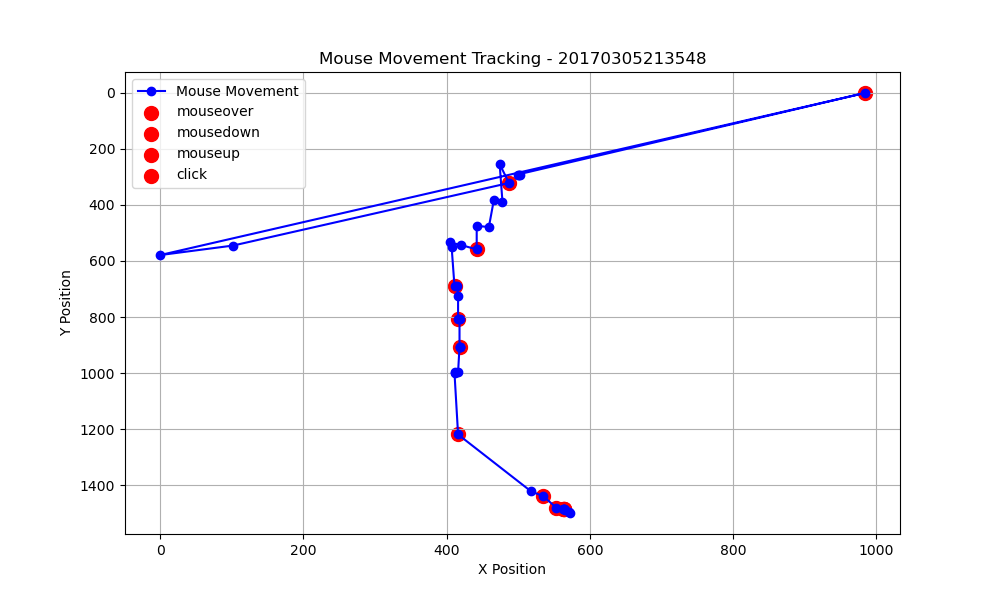 Mouse Movement Tracking - 20170305213548
Mouse Movement
mouseover
mousedown
mouseup
click
0
200
400
600
800
1000
1200
1400
Y Position
0 200 400 600 800 1000
X Position